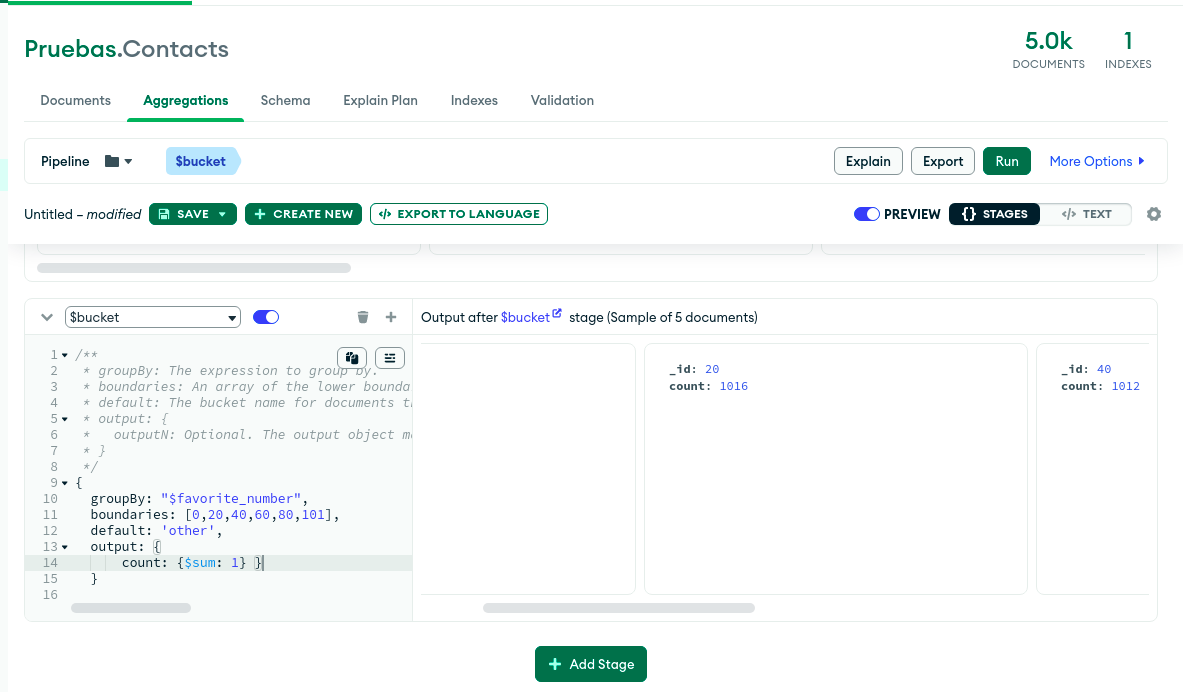 Pruebas.Contacts
5.0k
DOCUMENTS
1
INDEXES
Documents
Aggregations
Schema
Explain Plan
Indexes
Validation
Pipeline
$bucket
Explain
Export
Run
More Options
Untitled – modified
SAVE
CREATE NEW
EXPORT TO LANGUAGE
PREVIEW
{} STAGES
</> TEXT
$bucket
Output after $bucket stage (Sample of 5 documents)
1 /**
2 * groupBy: The expression to group by.
3 * boundaries: An array of the lower bounda
4 * default: The bucket name for documents t
5 * output: {
6 *   outputN: Optional. The output object m
7 * }
8 */
9 {
10 groupBy: "$favorite_number",
11 boundaries: [0,20,40,60,80,101],
12 default: 'other',
13 output: {
14 count: {$sum: 1} }
15 }
16
_id: 20
count: 1016
_id: 40
count: 1012
Add Stage